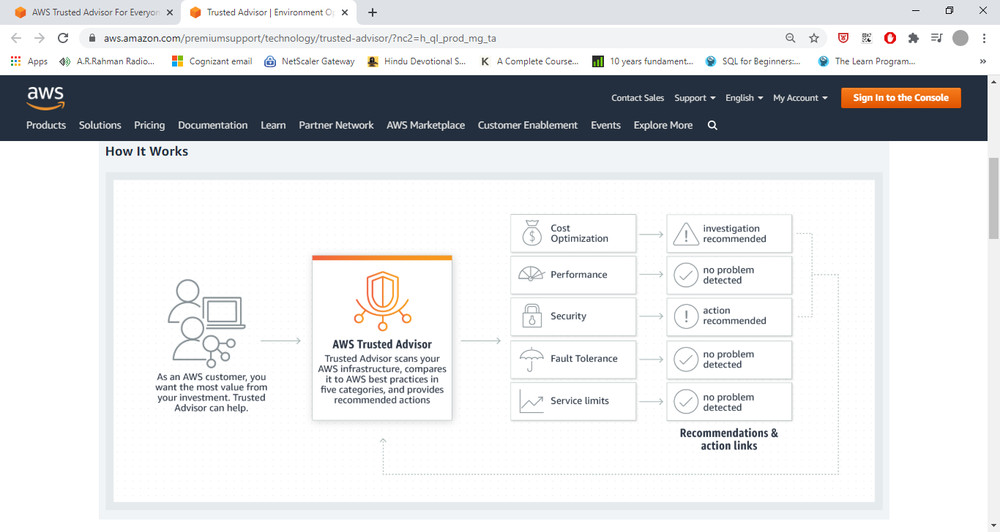 AWS Trusted Advisor For Everyon
Trusted Advisor | Environment Op
aws.amazon.com/premiumsupport/technology/trusted-advisor/?nc2=h_ql_prod_mg_ta
Apps
A.R.Rahman Radio...
Cognizant email
NetScaler Gateway
Hindu Devotional S...
K A Complete Course...
10 years fundament...
SQL for Beginners:...
The Learn Program...
aws
Contact Sales Support English My Account Sign In to the Console
Products Solutions Pricing Documentation Learn Partner Network AWS Marketplace Customer Enablement Events Explore More
How It Works
As an AWS customer, you
want the most value from
your investment. Trusted
Advisor can help.
AWS Trusted Advisor
Trusted Advisor scans your
AWS infrastructure, compares
it to AWS best practices in
five categories, and provides
recommended actions
Cost
Optimization
investigation
recommended
Performance
no problem
detected
Security
action
recommended
Fault Tolerance
no problem
detected
Service limits
no problem
detected
Recommendations &
action links